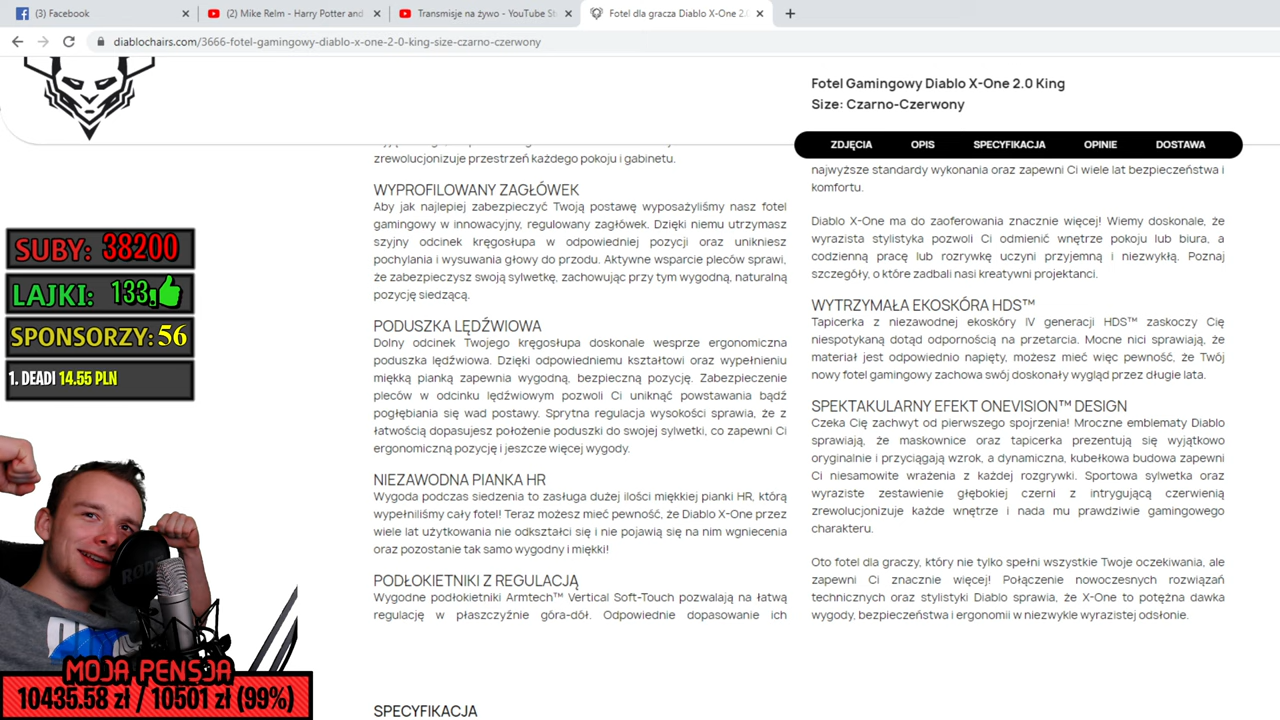 (3) Facebook
(2) Mike Relm - Harry Potter and
Transmisje na żywo - YouTube St
Fotel dla gracza Diablo X-One 2.
diablochairs.com/3666-fotel-gamingowy-diablo-x-one-2-0-king-size-czarno-czerwony
Fotel Gamingowy Diablo X-One 2.0 King
Size: Czarno-Czerwony
ZDJĘCIA OPIS SPECYFIKACJA OPINIE DOSTAWA
zrewolucjonizuje przestrzeń każdego pokoju i gabinetu.
WYPROFILOWANY ZAGŁÓWEK
Aby jak najlepiej zabezpieczyć Twoją postawę wyposażyliśmy nasz fotel
gamingowy w innowacyjny, regulowany zagłówek. Dzięki niemu utrzymasz
szyjny odcinek kręgosłupa w odpowiedniej pozycji oraz unikniesz
pochylania i wysuwania głowy do przodu. Aktywne wsparcie pleców sprawi,
że zabezpieczysz swoją sylwetkę, zachowując przy tym wygodną, naturalną
pozycję siedzącą.
PODUSZKA LĘDŹWIOWA
Dolny odcinek Twojego kręgosłupa doskonale wesprze ergonomiczna
poduszka lędźwiowa. Dzięki odpowiedniemu kształtowi oraz wypełnieniu
miękką pianką zapewnia wygodną, bezpieczną pozycję. Zabezpieczenie
pleców w odcinku lędźwiowym pozwoli Ci uniknąć powstawania bądź
pogłębiania się wad postawy. Sprytna regulacja wysokości sprawia, że z
łatwością dopasujesz położenie poduszki do swojej sylwetki, co zapewni Ci
ergonomiczną pozycję i jeszcze więcej wygody.
NIEZAWODNA PIANKA HR
Wygoda podczas siedzenia to zasługa dużej ilości miękkiej pianki HR, którą
wypełniliśmy cały fotel! Teraz możesz mieć pewność, że Diablo X-One przez
wiele lat użytkowania nie odkształci się i nie pojawią się na nim wgniecenia
oraz pozostanie tak samo wygodny i miękki!
PODŁOKIETNIKI Z REGULACJĄ
Wygodne podłokietniki Armtech™ Vertical Soft-Touch pozwalają na łatwą
regulację w płaszczyźnie góra-dół. Odpowiednie dopasowanie ich
najwyższe standardy wykonania oraz zapewni Ci wiele lat bezpieczeństwa i
komfortu.
Diablo X-One ma do zaoferowania znacznie więcej! Wiemy doskonale, że
wyrazista stylistyka pozwoli Ci odmienić wnętrze pokoju lub biura, a
codzienną pracę lub rozrywkę uczyni przyjemną i niezwykłą. Poznaj
szczegóły, o które zadbali nasi kreatywni projektanci.
WYTRZYMAŁA EKOSKÓRA HDS™
Tapicerka z niezawodnej ekoskóry IV generacji HDS™ zaskoczy Cię
niespotykaną dotąd odpornością na przetarcia. Mocne nici sprawiają, że
materiał jest odpowiednio napięty, możesz mieć więc pewność, że Twój
nowy fotel gamingowy zachowa swój doskonały wygląd przez długie lata.
SPEKTAKULARNY EFEKT ONEVISION™ DESIGN
Czeka Cię zachwyt od pierwszego spojrzenia! Mroczne emblematy Diablo
sprawiają, że maskownice oraz tapicerka prezentują się wyjątkowo
oryginalnie i przyciągają wzrok, a dynamiczna, kubełkowa budowa zapewni
Ci niesamowite wrażenia z każdej rozgrywki. Sportowa sylwetka oraz
wyraziste zestawienie głębokiej czerni z intrygującą czerwienią
zrewolucjonizuje każde wnętrze i nada mu prawdziwie gamingowego
charakteru.
Oto fotel dla graczy, który nie tylko spełni wszystkie Twoje oczekiwania, ale
zapewni Ci znacznie więcej! Połączenie nowoczesnych rozwiązań
technicznych oraz stylistyki Diablo sprawia, że X-One to potężna dawka
wygody, bezpieczeństwa i ergonomii w niezwykle wyrazistej odsłonie.
SPECYFIKACJA
SUBY: 38200
LAJKI: 133
SPONSORZY: 56
1. DEADI 14.55 PLN
RODE
MOJA PENSJA
10435.58 zł / 10501 zł (99%)